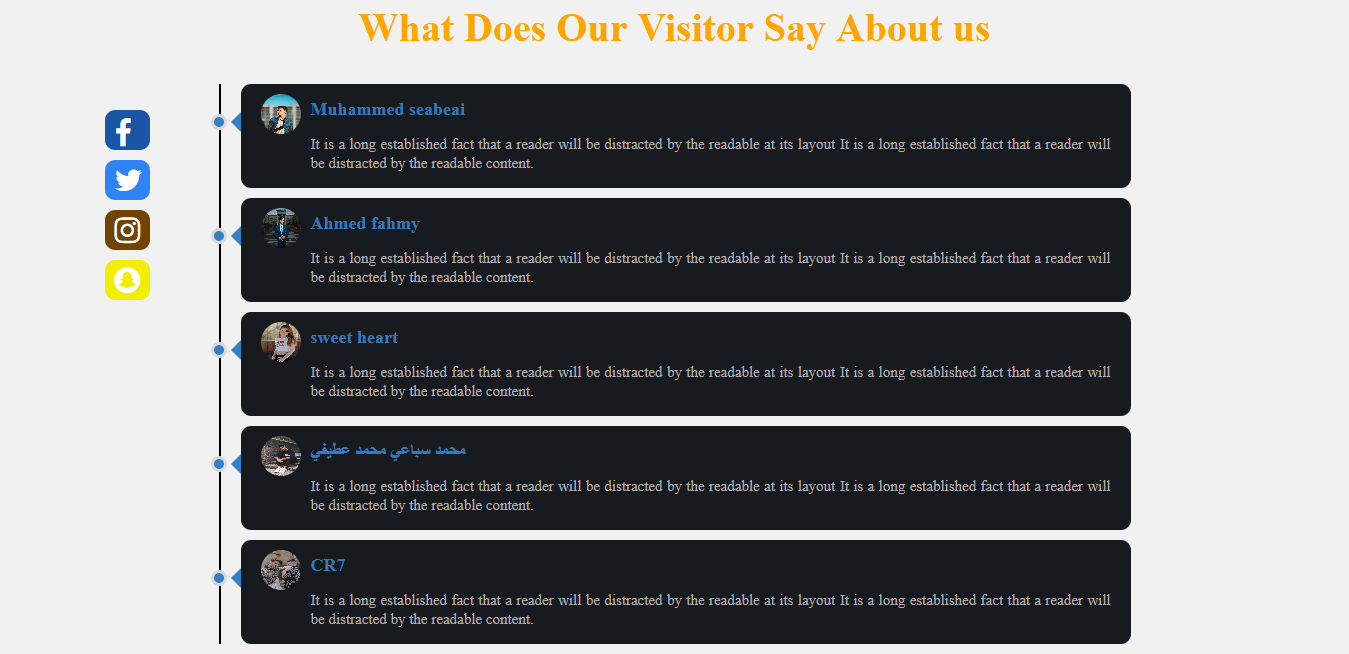 What Does Our Visitor Say About us
Muhammed seabeai
It is a long established fact that a reader will be distracted by the readable at its layout It is a long established fact that a reader will
be distracted by the readable content.
Ahmed fahmy
It is a long established fact that a reader will be distracted by the readable at its layout It is a long established fact that a reader will
be distracted by the readable content.
sweet heart
It is a long established fact that a reader will be distracted by the readable at its layout It is a long established fact that a reader will
be distracted by the readable content.
محمد سباعي محمد عطيفي
It is a long established fact that a reader will be distracted by the readable at its layout It is a long established fact that a reader will
be distracted by the readable content.
CR7
It is a long established fact that a reader will be distracted by the readable at its layout It is a long established fact that a reader will
be distracted by the readable content.